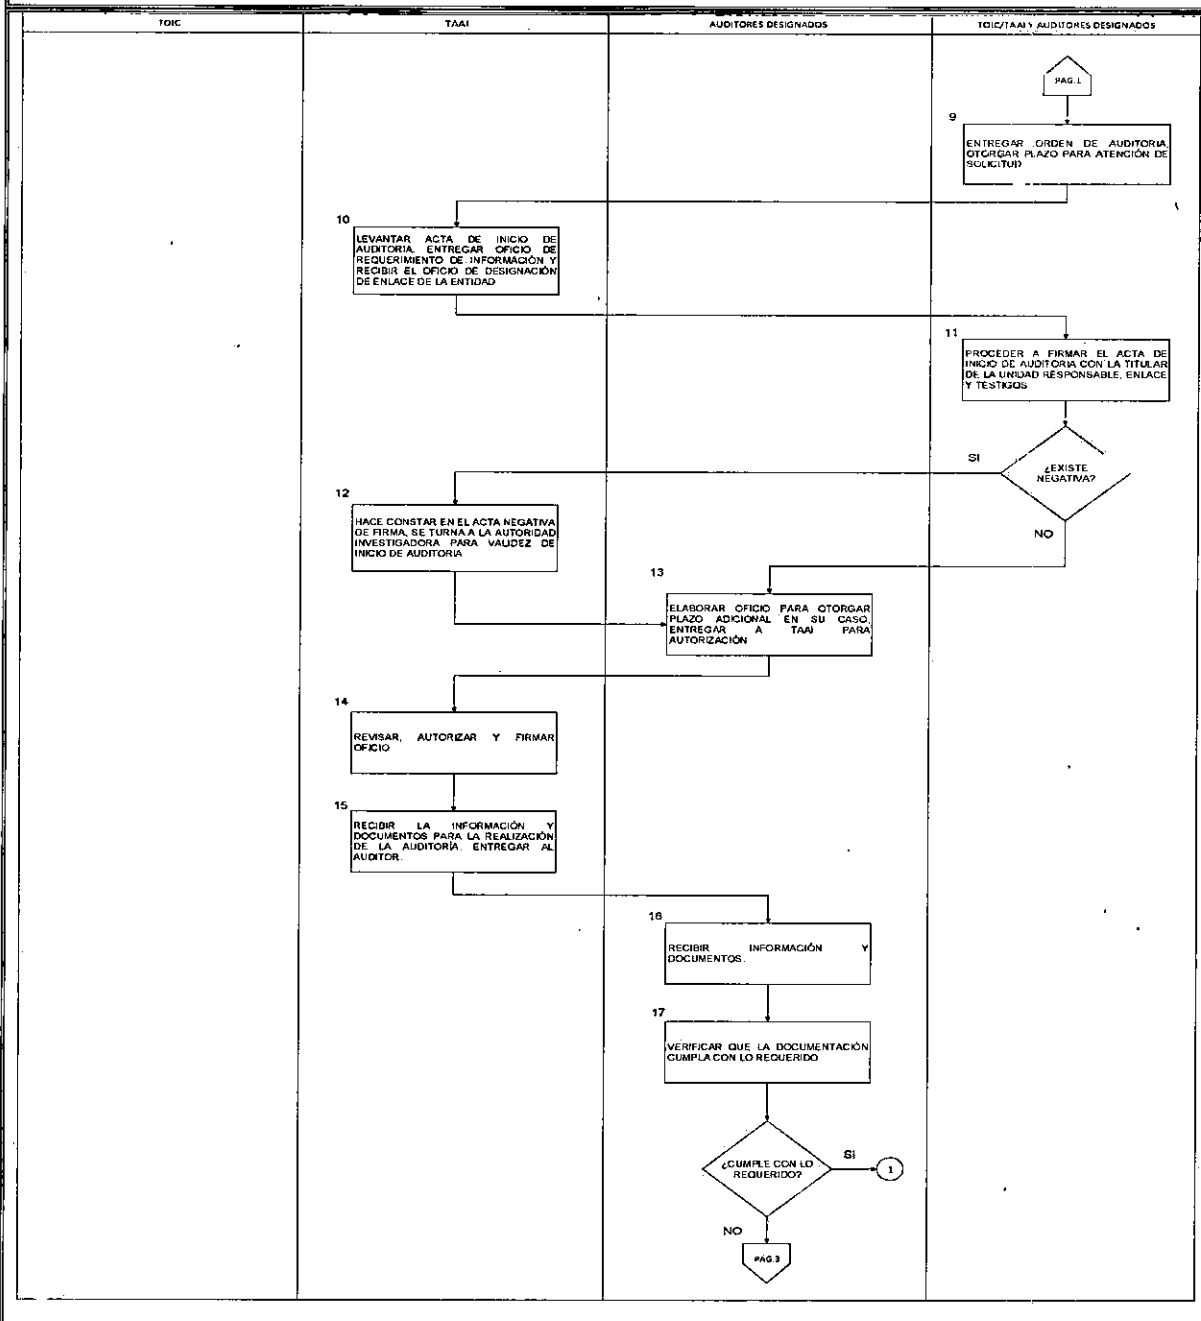 TOIC
TAAI
AUDITORES DESIGNADOS
TOIC/TAAI Y AUDITORES DESIGNADOS
PAG.1
9
ENTREGAR ORDEN DE AUDITORIA,
OTORGAR PLAZO PARA ATENCIÓN DE
SOLICITUD
10
LEVANTAR ACTA DE INICIO DE
AUDITORIA. ENTREGAR OFICIO DE
REQUERIMIENTO DE INFORMACIÓN Y
RECIBIR EL OFICIO DE DESIGNACIÓN
DE ENLACE DE LA ENTIDAD
11
PROCEDER A FIRMAR EL ACTA DE
INICIO DE AUDITORIA CON LA TITULAR
DE LA UNIDAD RESPONSABLE, ENLACE
Y TESTIGOS
¿EXISTE
NEGATIVA?
SI
NO
12
HACE CONSTAR EN EL ACTA NEGATIVA
DE FIRMA, SE TURNA A LA AUTORIDAD
INVESTIGADORA PARA VALIDEZ DE
INICIO DE AUDITORIA
13
ELABORAR OFICIO PARA OTORGAR
PLAZO ADICIONAL EN SU CASO,
ENTREGAR A TAAI PARA
AUTORIZACIÓN
14
REVISAR, AUTORIZAR Y FIRMAR
OFICIO
15
RECIBIR LA INFORMACIÓN Y
DOCUMENTOS PARA LA REALIZACIÓN
DE LA AUDITORÍA. ENTREGAR AL
AUDITOR.
16
RECIBIR INFORMACIÓN Y
DOCUMENTOS.
17
VERIFICAR QUE LA DOCUMENTACIÓN
CUMPLA CON LO REQUERIDO
¿CUMPLE CON LO
REQUERIDO?
SI
1
NO
PÁG.3